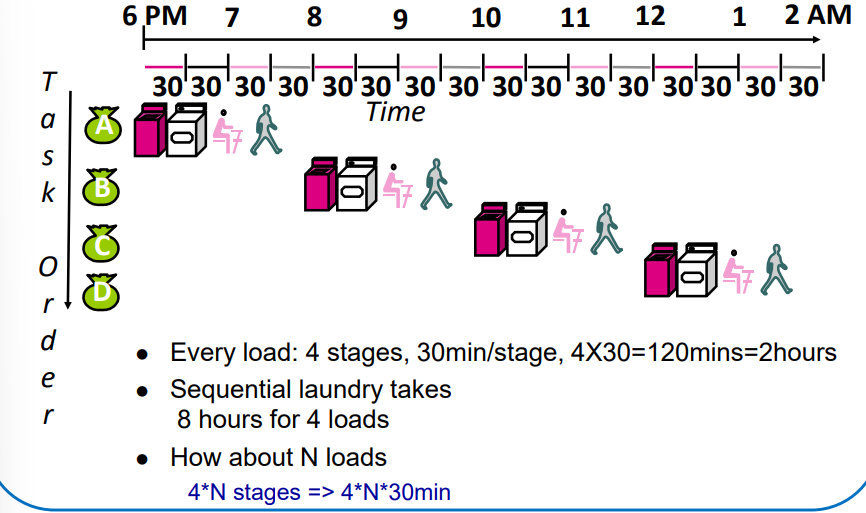 6 PM 7 8 9 10 11 12 1 2 AM
30 30 30 30 30 30 30 30 30 30 30 30 30 30 30 30
Time
Task Order
A
B
C
D
● Every load: 4 stages, 30min/stage, 4X30=120mins=2hours
● Sequential laundry takes
8 hours for 4 loads
● How about N loads
4*N stages => 4*N*30min